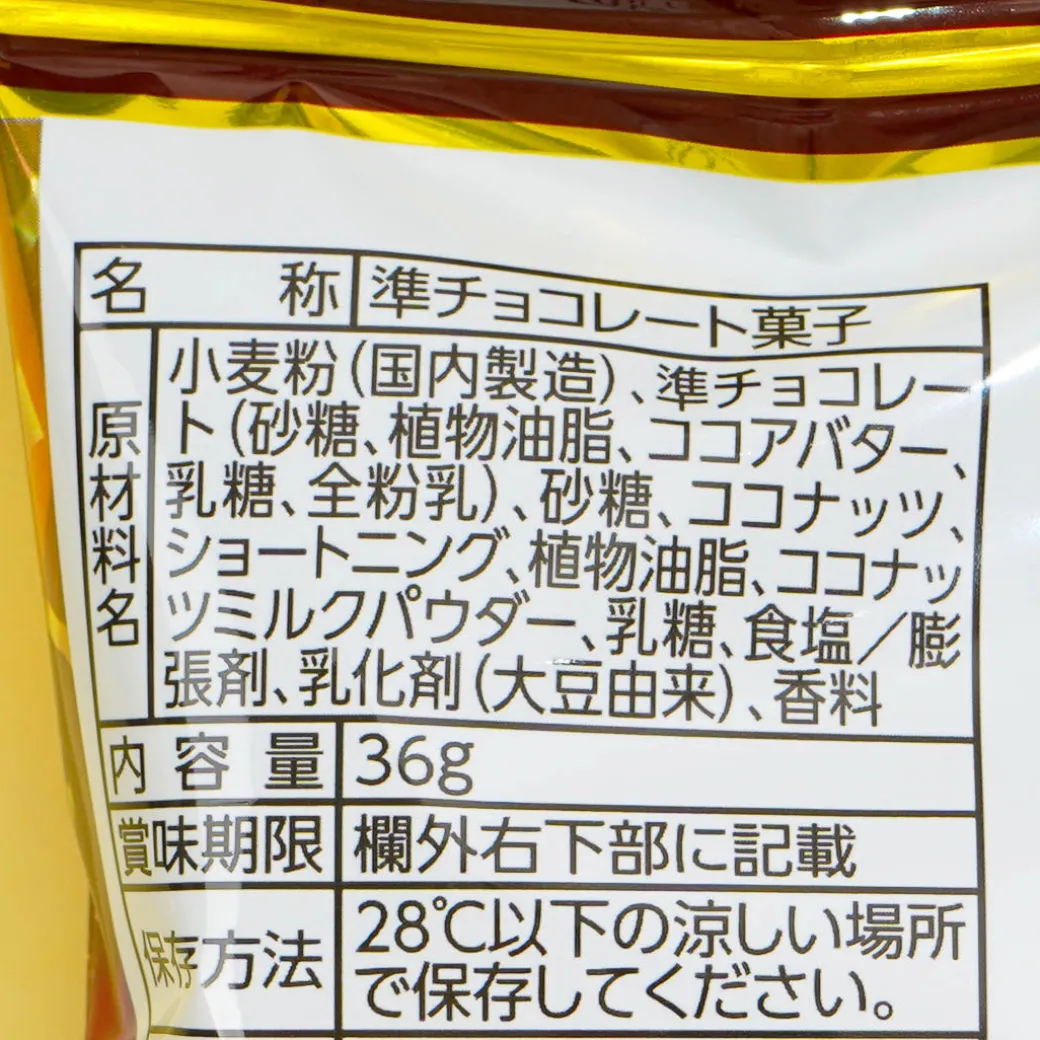 名称 準チョコレート菓子
原材料名 小麦粉(国内製造)、準チョコレー
ト(砂糖、植物油脂、ココアバター、
乳糖、全粉乳)、砂糖、ココナッツ、
ショートニング、植物油脂、ココナッ
ツミルクパウダー、乳糖、食塩/膨
張剤、乳化剤(大豆由来)、香料
内容量 36g
賞味期限 欄外右下部に記載
保存方法 28℃以下の涼しい場所
で保存してください。